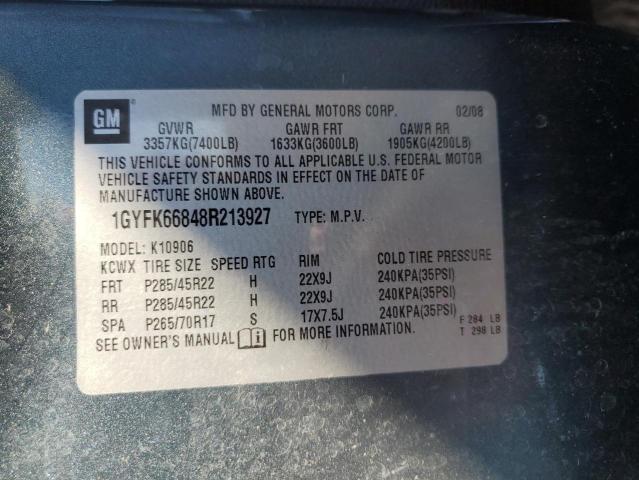 GM
MFD BY GENERAL MOTORS CORP. 02/08
GVWR GAWR FRT GAWR RR
3357KG(7400LB) 1633KG(3600LB) 1905KG(4200LB)
THIS VEHICLE CONFORMS TO ALL APPLICABLE U.S. FEDERAL MOTOR
VEHICLE SAFETY STANDARDS IN EFFECT ON THE DATE OF
MANUFACTURE SHOWN ABOVE.
1GYFK66848R213927 TYPE: M.P.V.
MODEL: K10906
KCWX TIRE SIZE SPEED RTG RIM COLD TIRE PRESSURE
FRT P285/45R22 H 22X9J 240KPA(35PSI)
RR P285/45R22 H 22X9J 240KPA(35PSI)
SPA P265/70R17 S 17X7.5J 240KPA(35PSI) F 284 LB
SEE OWNER'S MANUAL FOR MORE INFORMATION. T 298 LB